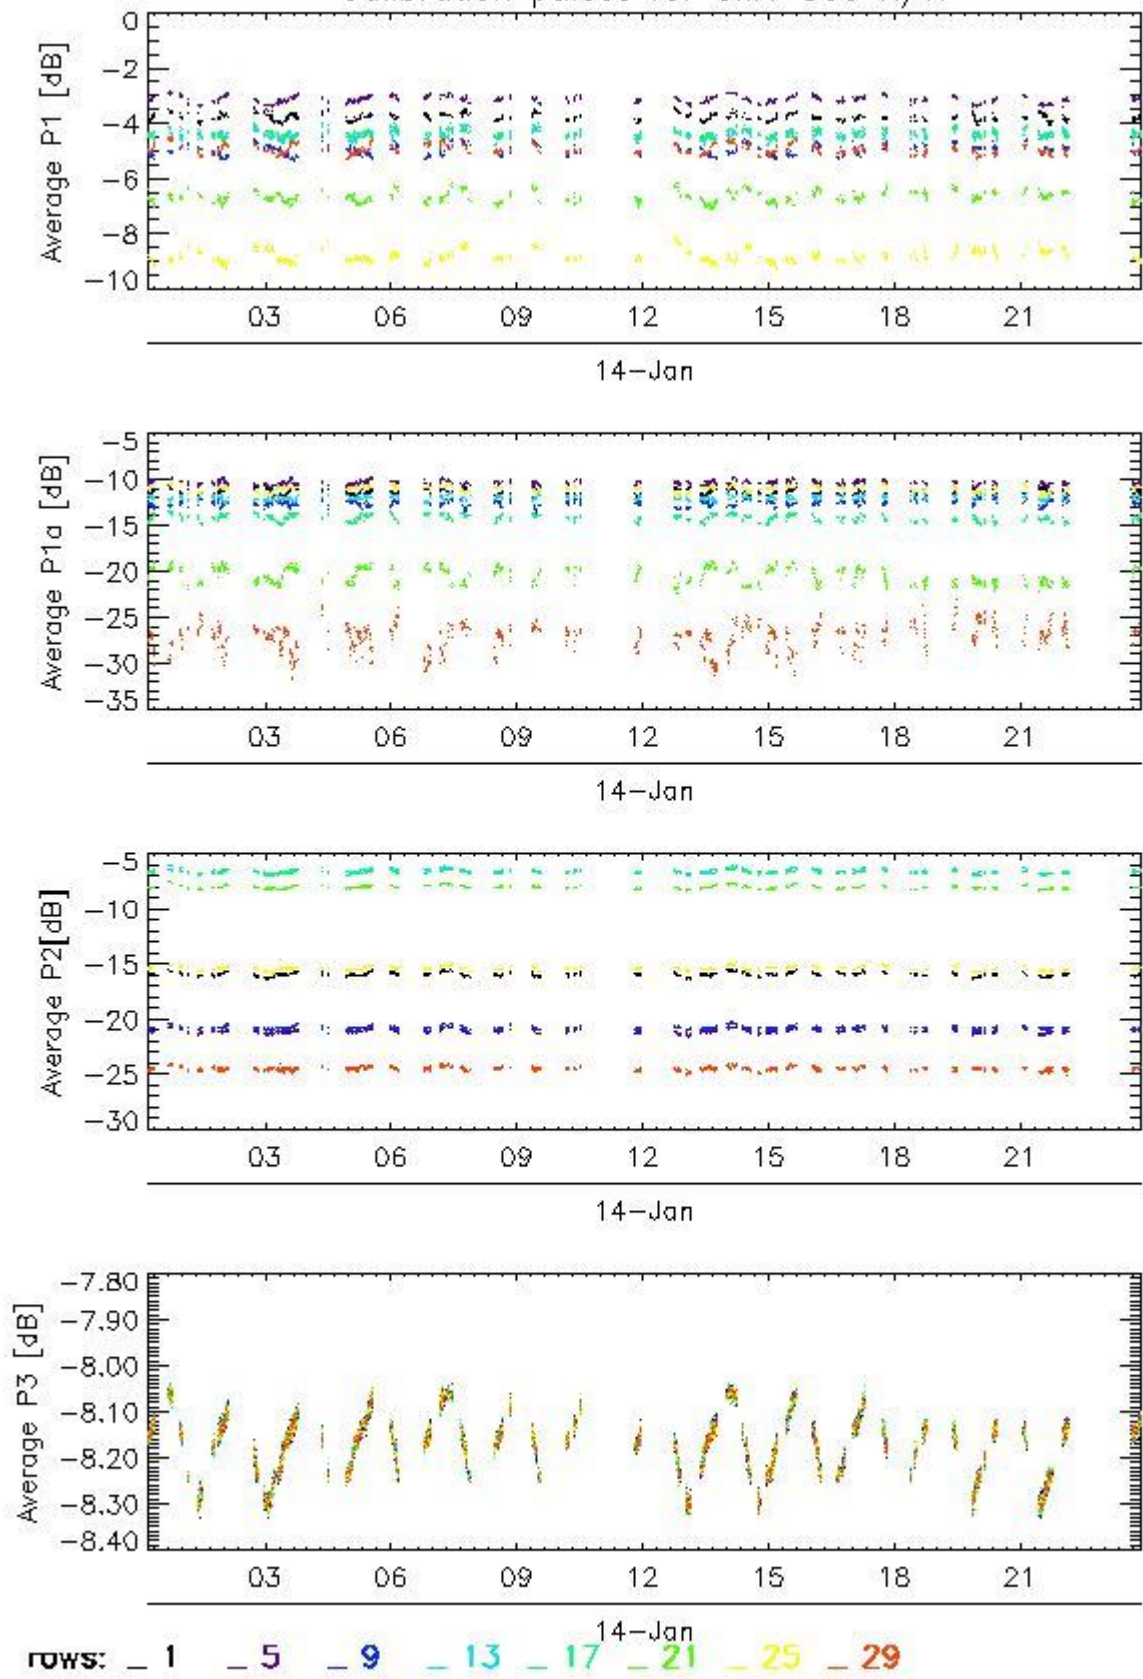 0
Average P1 [dB]
-2
-4
-6
-8
-10
03 06 09 12 15 18 21
14-Jan
-5
Average P1a [dB]
-10
-15
-20
-25
-30
-35
03 06 09 12 15 18 21
14-Jan
-5
Average P2[dB]
-10
-15
-20
-25
-30
03 06 09 12 15 18 21
14-Jan
-7.80
Average P3 [dB]
-7.90
-8.00
-8.10
-8.20
-8.30
-8.40
03 06 09 12 15 18 21
14-Jan
rows: _ 1 _ 5 _ 9 _ 13 _ 17 _ 21 _ 25 _ 29